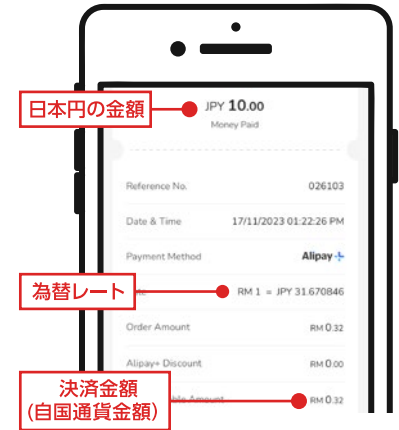 JPY 10.00
日本円の金額
Money Paid
Reference No. 026103
Date & Time 17/11/2023 01:22:26 PM
Payment Method Alipay+
為替レート
RM 1 = JPY 31.670846
Order Amount RM 0.32
Alipay+ Discount RM 0.00
決済金額
(自国通貨金額)
Amount RM 0.32